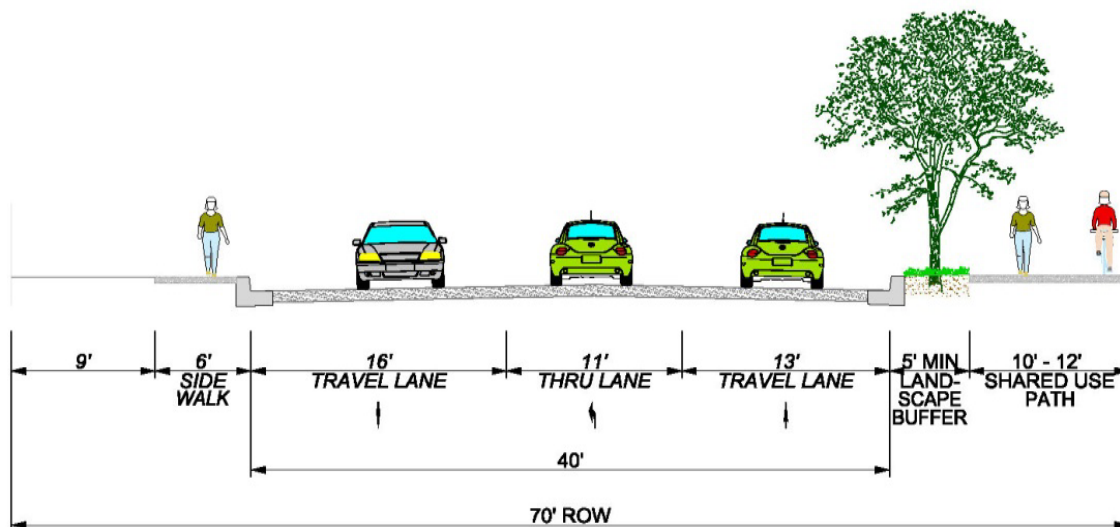 9'
6'
SIDE
WALK
16'
TRAVEL LANE
11'
THRU LANE
13'
TRAVEL LANE
5' MIN
LAND-
SCAPE
BUFFER
10' - 12'
SHARED USE
PATH
40'
70' ROW